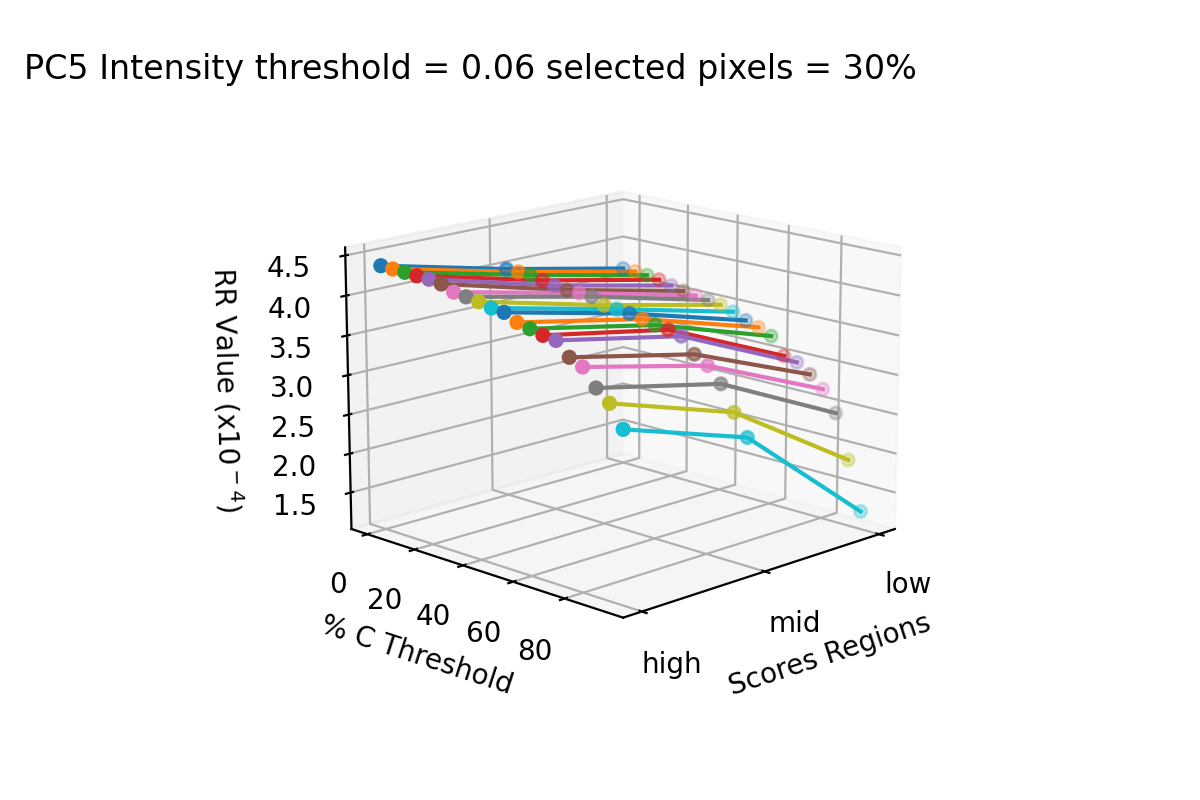 PC5 Intensity threshold = 0.06 selected pixels = 30%
RR Value (x10⁻⁴)
4.5
4.0
3.5
3.0
2.5
2.0
1.5
0
20
40
60
80
% C Threshold
low
mid
high
Scores Regions